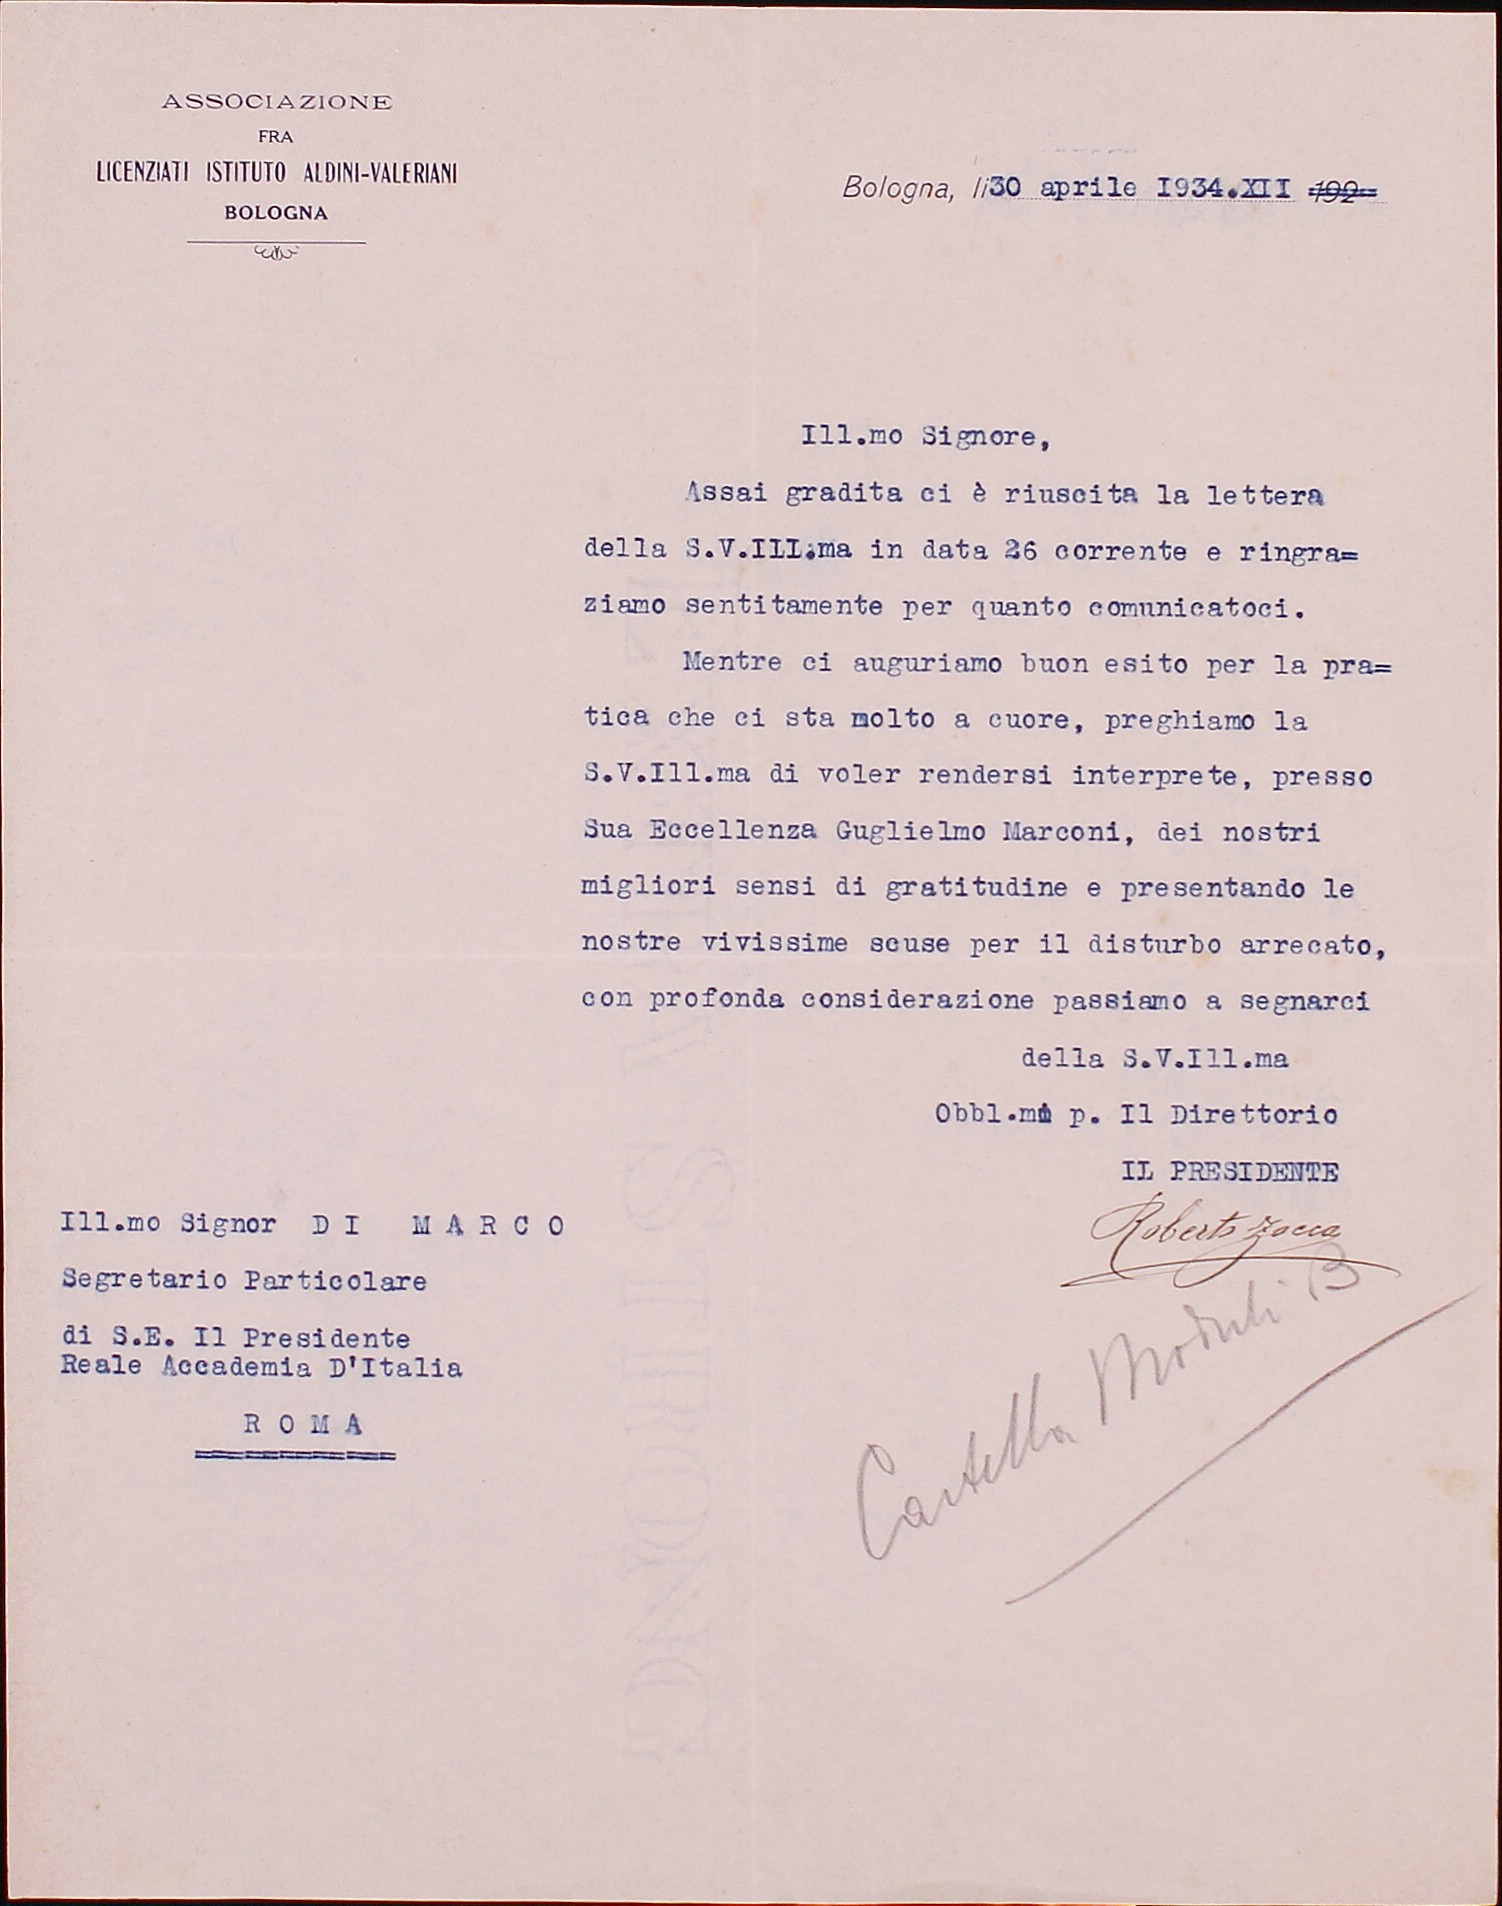 ASSOCIAZIONE
FRA
LICENZIATI ISTITUTO ALDINI-VALERIANI
BOLOGNA
Bologna, li 30 aprile 1934.XII 192
Ill.mo Signore,
Assai gradita ci è riuscita la lettera
della S.V.ILL.ma in data 26 corrente e ringra=
ziamo sentitamente per quanto comunicatoci.
Mentre ci auguriamo buon esito per la pra=
tica che ci sta molto a cuore, preghiamo la
S.V.Ill.ma di voler rendersi interprete, presso
Sua Eccellenza Guglielmo Marconi, dei nostri
migliori sensi di gratitudine e presentando le
nostre vivissime scuse per il disturbo arrecato,
con profonda considerazione passiamo a segnarci
della S.V.Ill.ma
Obbl.mi p. Il Direttorio
IL PRESIDENTE
Roberto Zocca
Ill.mo Signor DI MARCO
Segretario Particolare
di S.E. Il Presidente
Reale Accademia D'Italia
ROMA
Cartella Moduli B